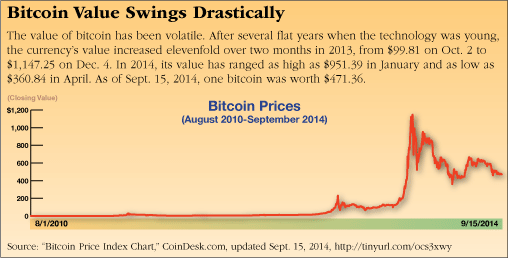 Bitcoin Value Swings Drastically
The value of bitcoin has been volatile. After several flat years when the technology was young,
the currency's value increased elevenfold over two months in 2013, from $99.81 on Oct. 2 to
$1,147.25 on Dec. 4. In 2014, its value has ranged as high as $951.39 in January and as low as
$360.84 in April. As of Sept. 15, 2014, one bitcoin was worth $471.36.
(Closing Value)
Bitcoin Prices
(August 2010-September 2014)
$1,200
1,000
800
600
400
200
0
8/1/2010 9/15/2014
Source: "Bitcoin Price Index Chart," CoinDesk.com, updated Sept. 15, 2014, http://tinyurl.com/ocs3xwy